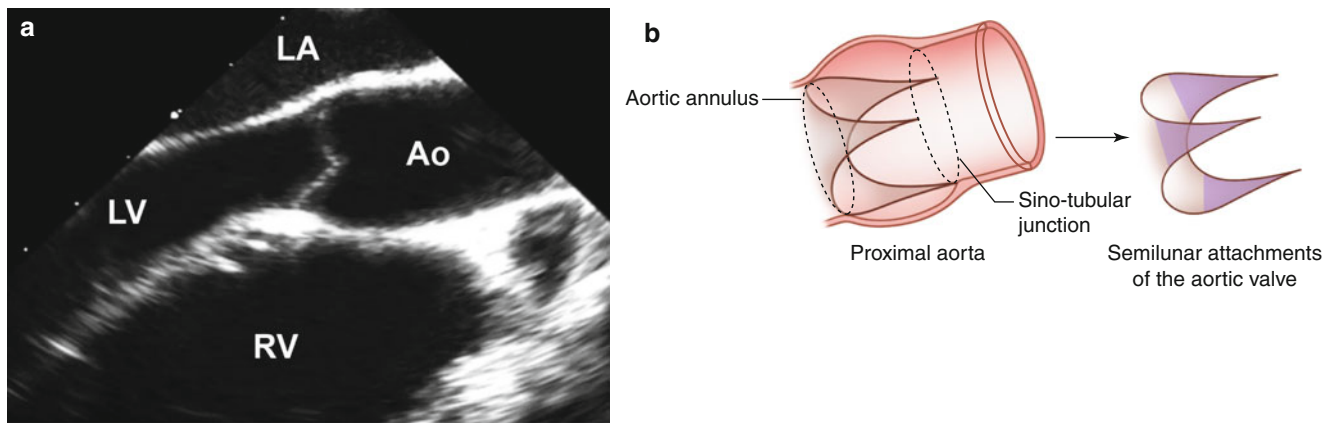 a
LA
Ao
LV
RV
b
Aortic annulus
Sino-tubular
junction
Proximal aorta
Semilunar attachments
of the aortic valve